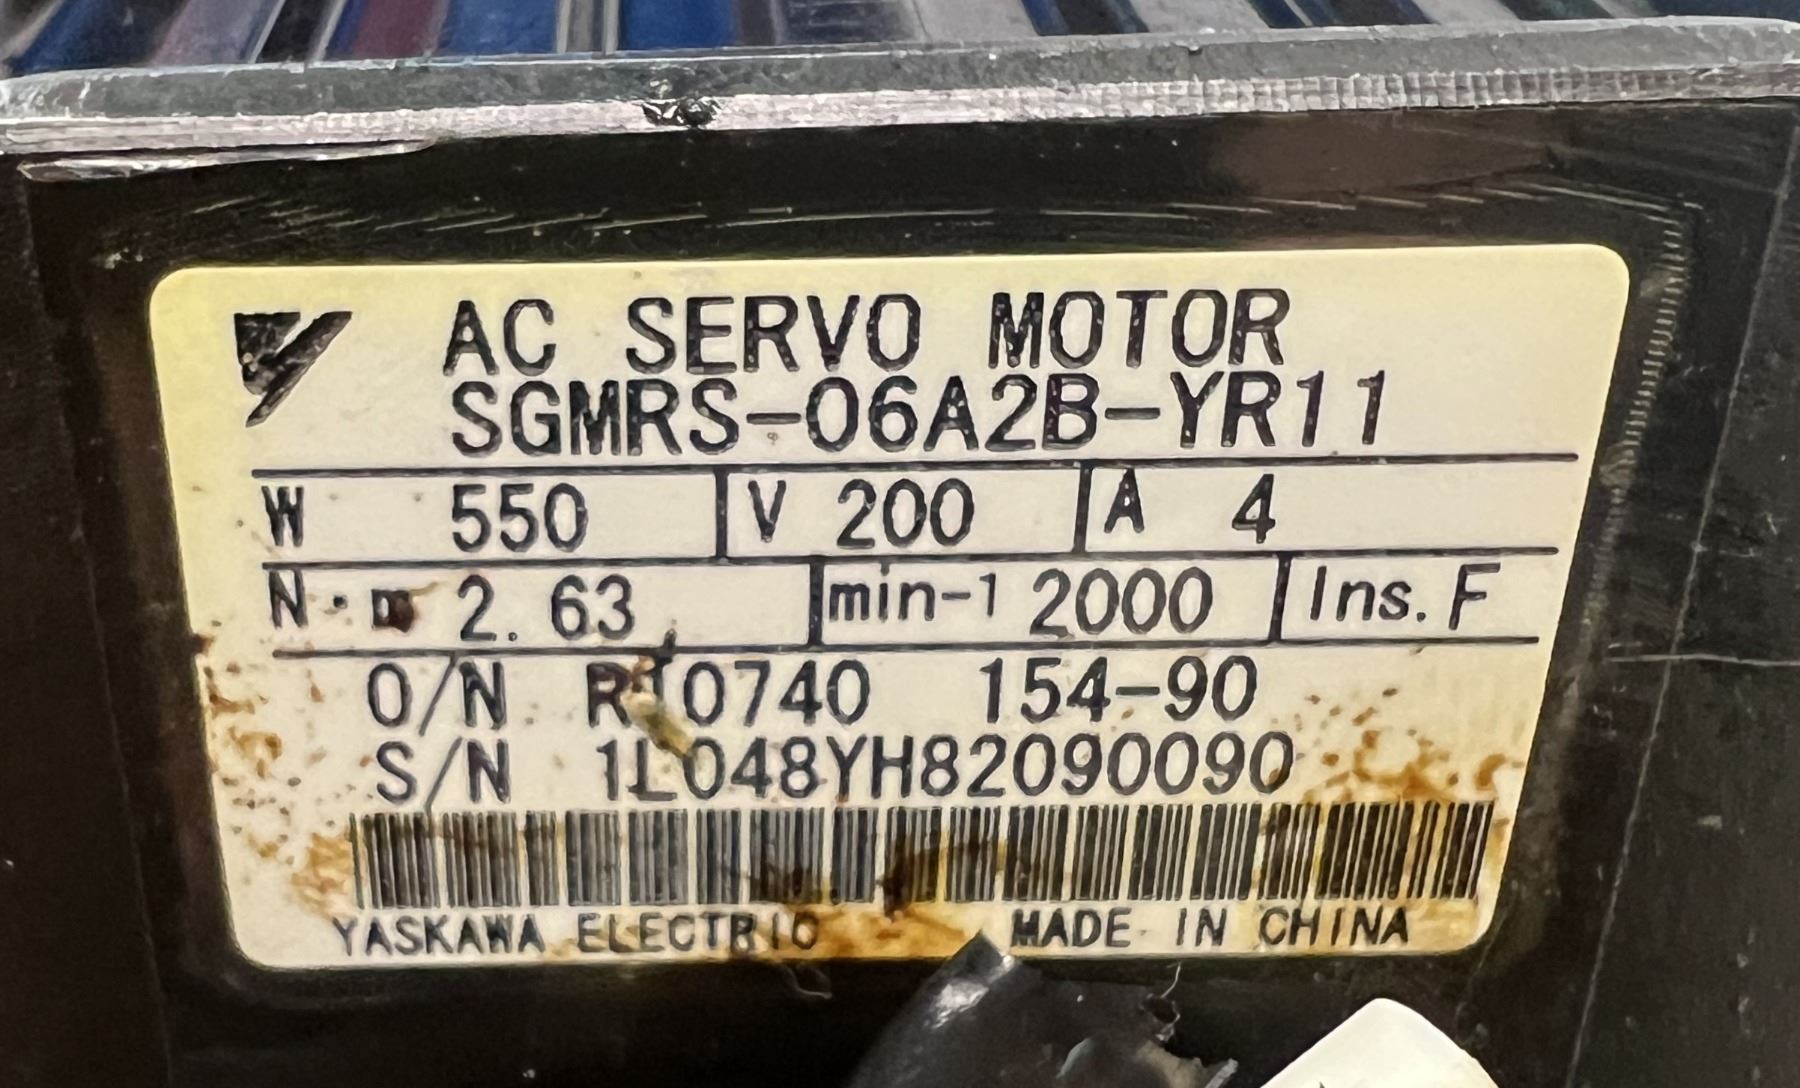 AC SERVO MOTOR
SGMRS-06A2B-YR11
W 550 V 200 A 4
N·m 2.63 min-1 2000 Ins. F
O/N 154-90
S/N 1L048YH82090090
YASKAWA ELECTRIC MADE IN CHINA